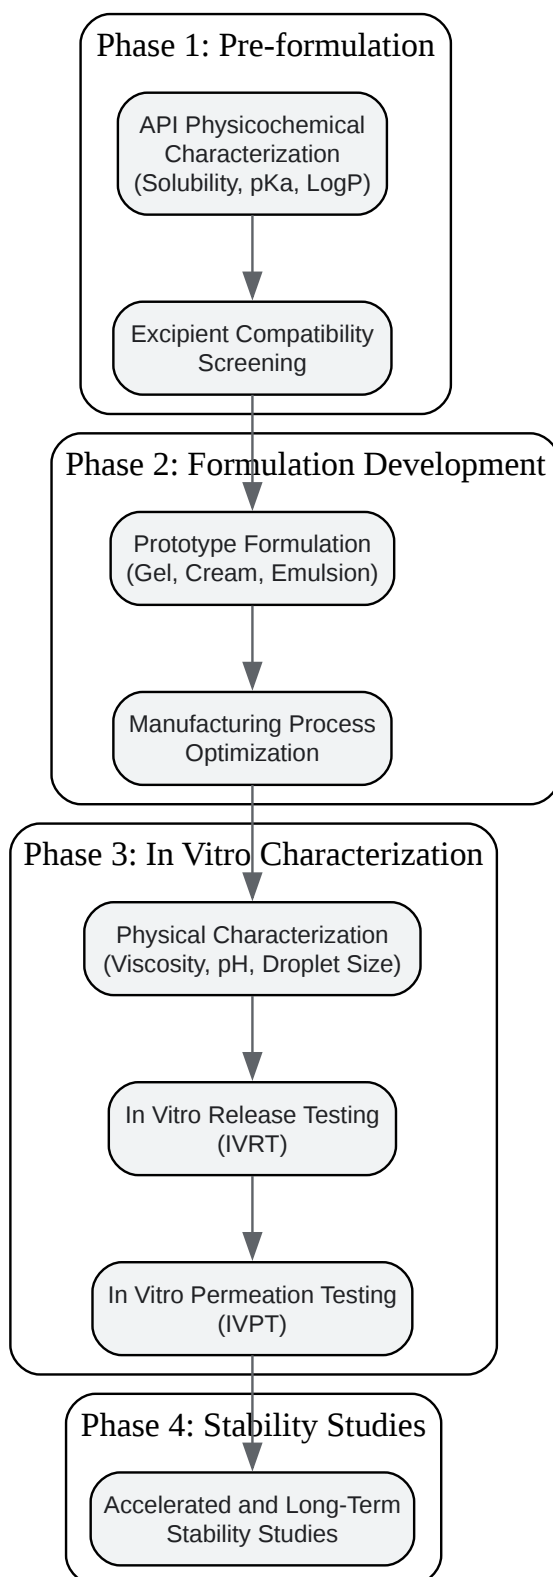 Phase 1: Pre-formulation
API Physicochemical
Characterization
(Solubility, pKa, LogP)
Excipient Compatibility
Screening
Phase 2: Formulation Development
Prototype Formulation
(Gel, Cream, Emulsion)
Manufacturing Process
Optimization
Phase 3: In Vitro Characterization
Physical Characterization
(Viscosity, pH, Droplet Size)
In Vitro Release Testing
(IVRT)
In Vitro Permeation Testing
(IVPT)
Phase 4: Stability Studies
Accelerated and Long-Term
Stability Studies